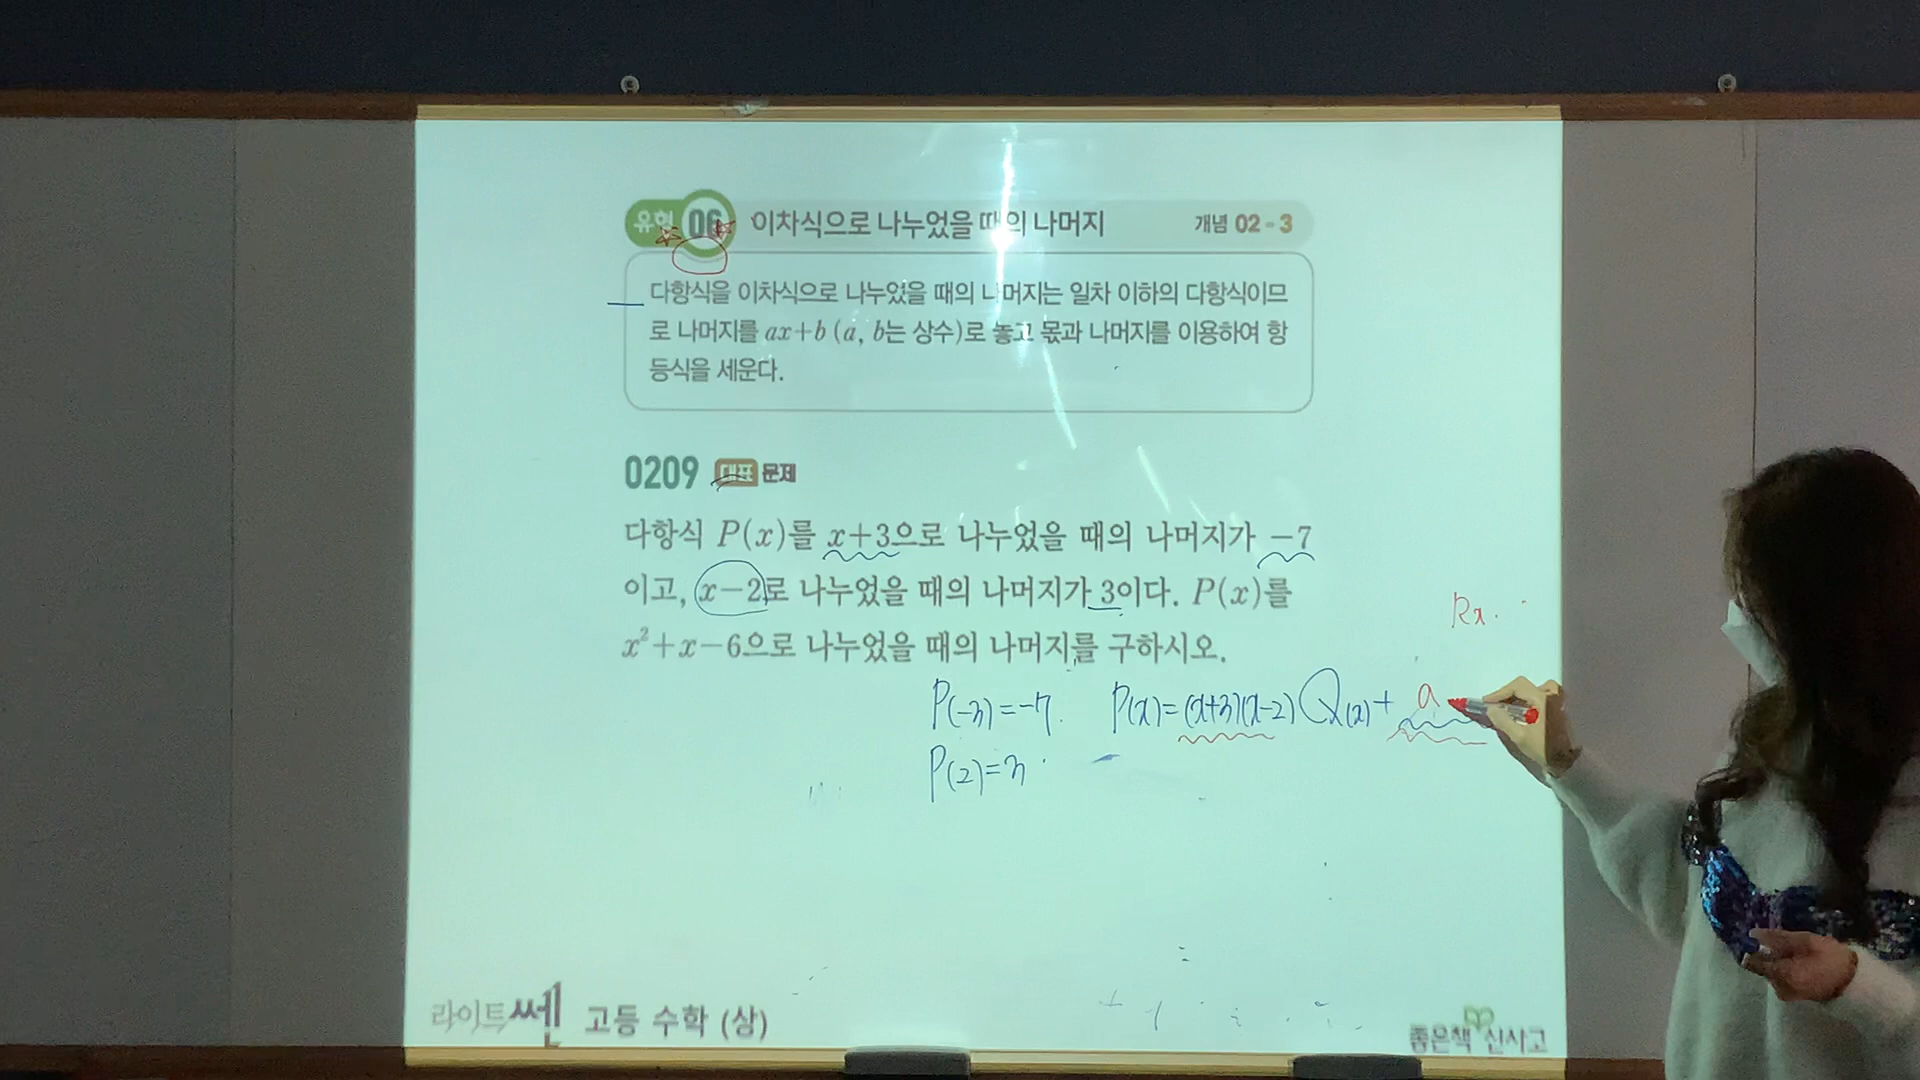 유형 06 이차식으로 나누었을 때의 나머지 개념 02-3
다항식을 이차식으로 나누었을 때의 나머지는 일차 이하의 다항식이므
로 나머지를 ax+b (a, b는 상수)로 놓고 몫과 나머지를 이용하여 항
등식을 세운다.
0209 대표 문제
다항식 P(x)를 x+3으로 나누었을 때의 나머지가 -7
이고, x-2로 나누었을 때의 나머지가 3이다. P(x)를
Rx.
x²+x-6으로 나누었을 때의 나머지를 구하시오.
P(-3)=-7. P(x)=(x+3)(x-2)Q(x)+ a
P(2)=3
라이트쎈 고등 수학 (상)
좋은책 신사고